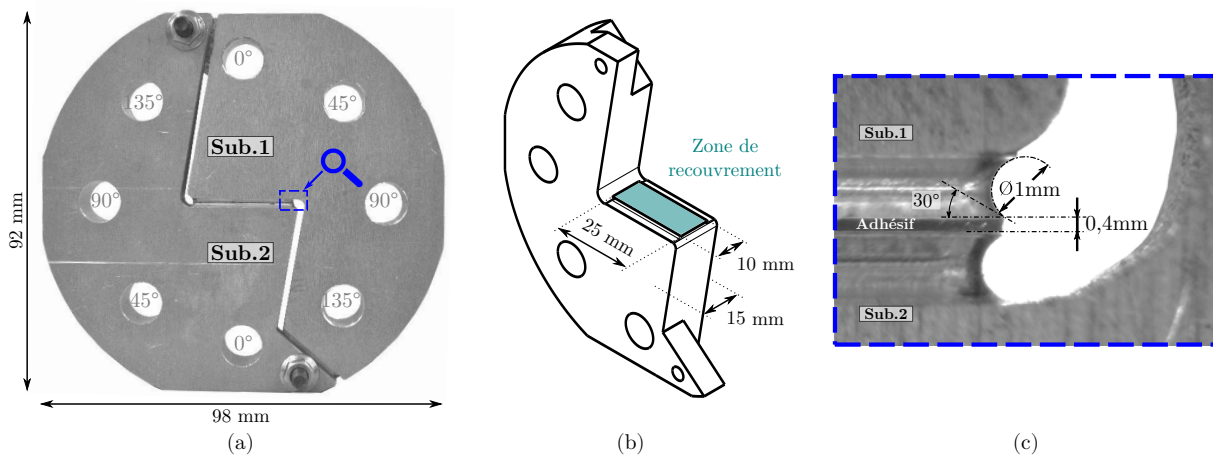 0°
135°
45°
Sub.1
90°
90°
Sub.2
45°
135°
0°
92 mm
98 mm
(a)
Zone de
recouvrement
25 mm
10 mm
15 mm
(b)
Sub.1
Ø1mm
30°
Adhésif
0,4mm
Sub.2
(c)